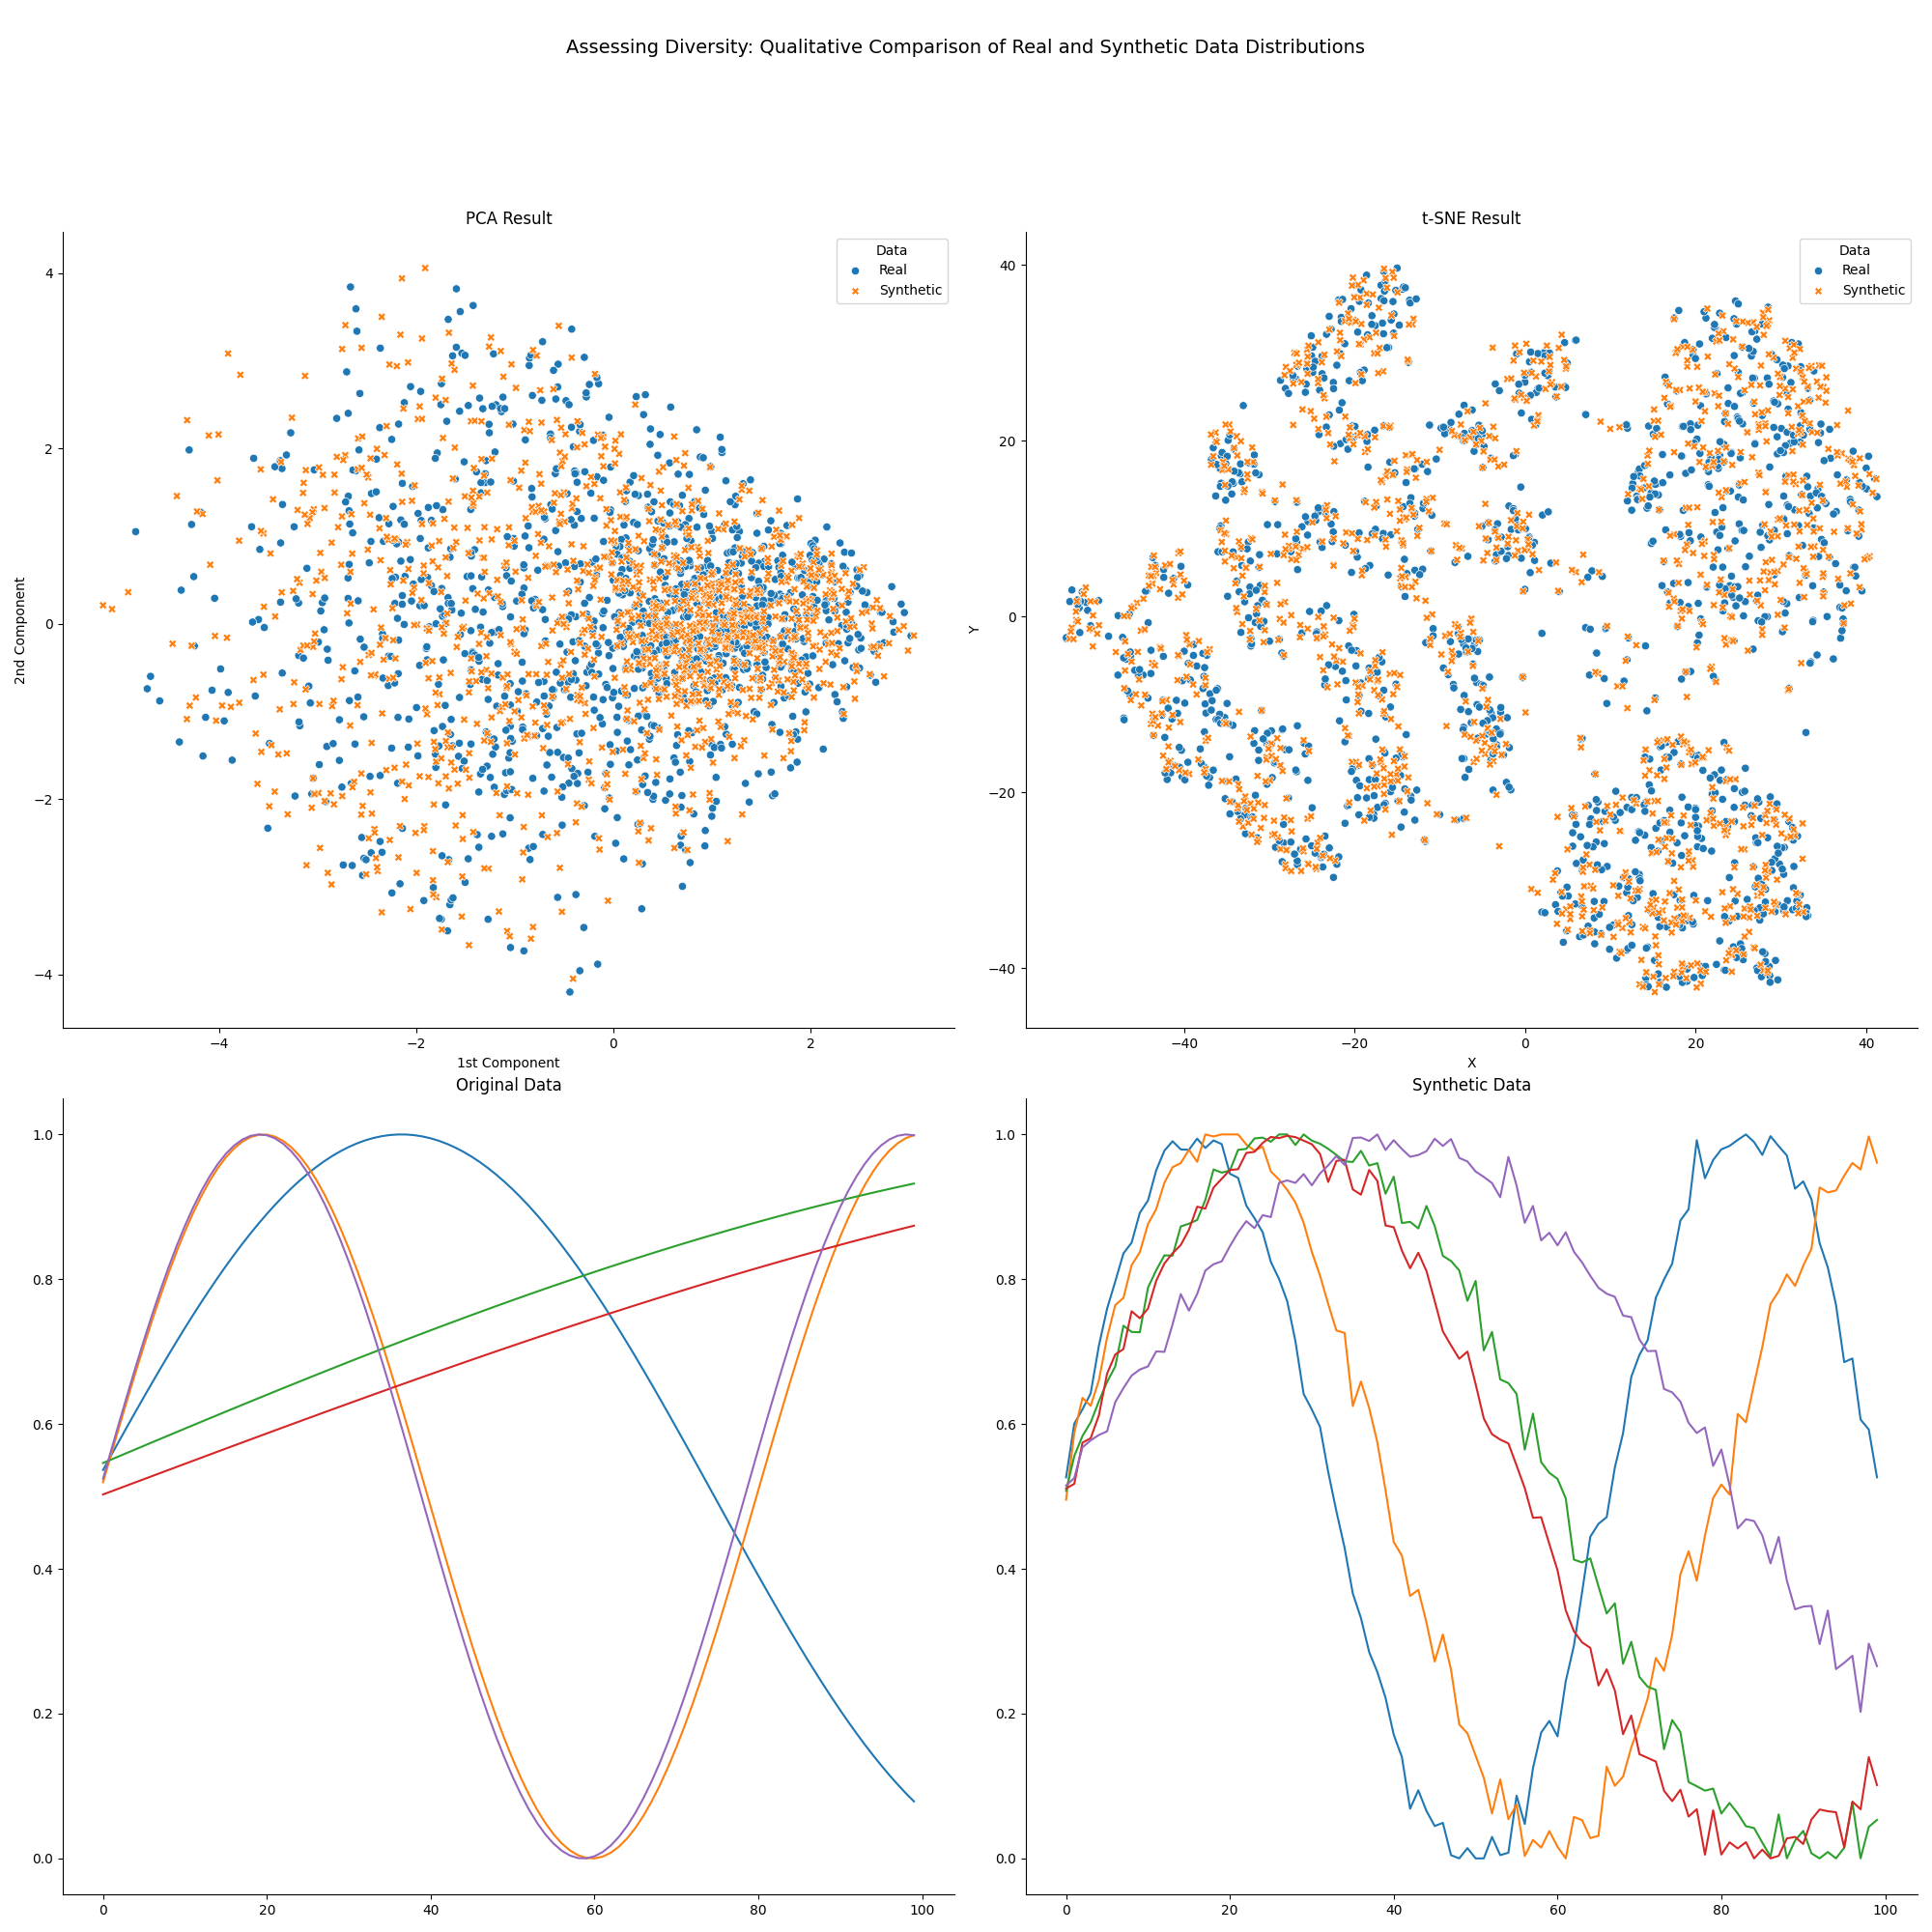 Assessing Diversity: Qualitative Comparison of Real and Synthetic Data Distributions
PCA Result
Data
Real
Synthetic
4
2
0
−2
−4
2nd Component
−4
−2
0
2
1st Component
t-SNE Result
Data
Real
Synthetic
40
20
0
−20
−40
Y
−40
−20
0
20
40
X
Original Data
1.0
0.8
0.6
0.4
0.2
0.0
0
20
40
60
80
100
Synthetic Data
1.0
0.8
0.6
0.4
0.2
0.0
0
20
40
60
80
100